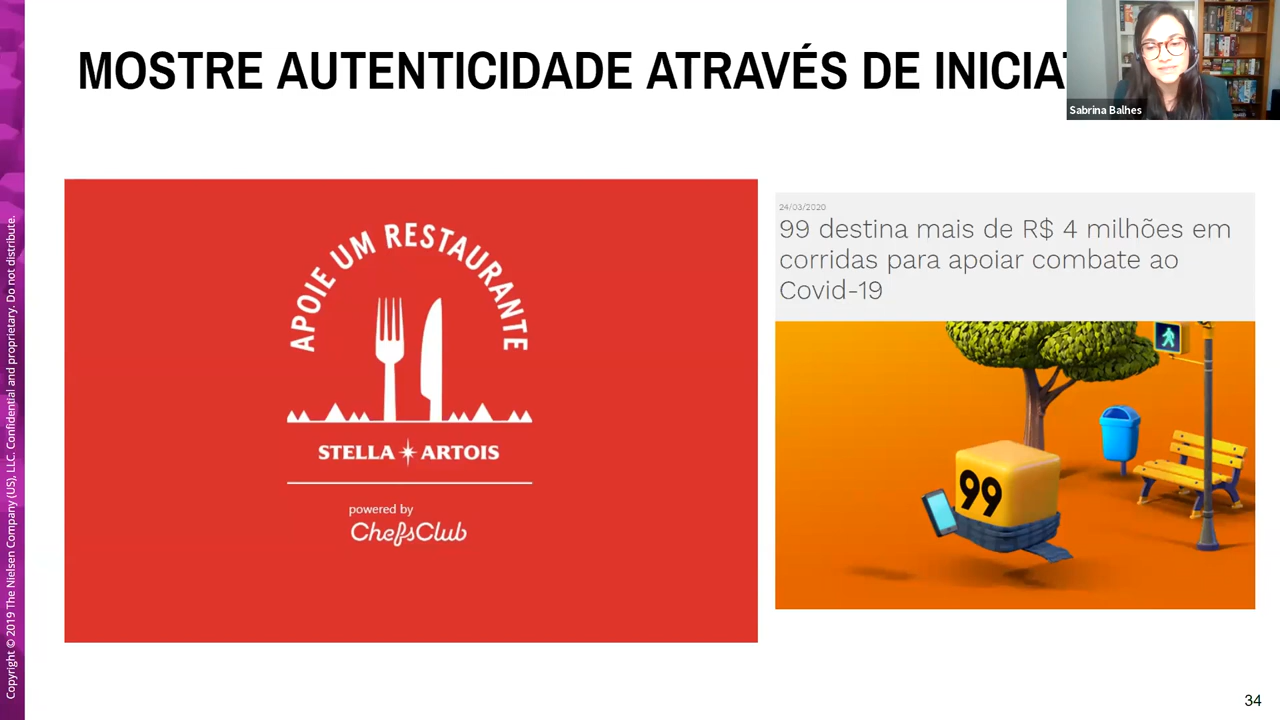 MOSTRE AUTENTICIDADE ATRAVÉS DE INICIAT
Sabrina Balhes
APOIE UM RESTAURANTE
STELLA ARTOIS
powered by
ChefsClub
24/03/2020
99 destina mais de R$ 4 milhões em
corridas para apoiar combate ao
Covid-19
99
Copyright © 2019 The Nielsen Company (US), LLC. Confidential and proprietary. Do not distribute.
34